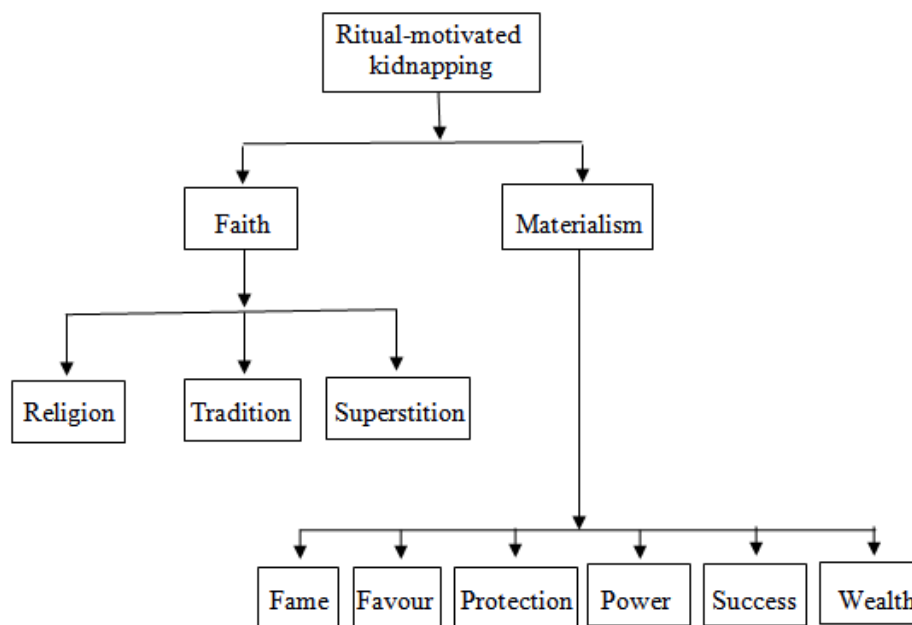 Ritual-motivated
kidnapping
Faith
Materialism
Religion
Tradition
Superstition
Fame
Favour
Protection
Power
Success
Wealth